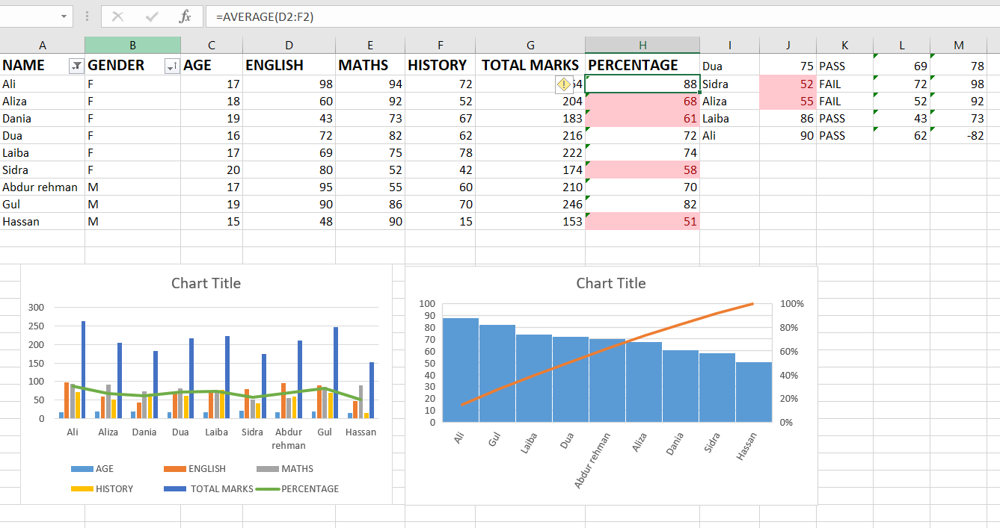 fx =AVERAGE(D2:F2)
A B C D E F G H I J K L M
NAME GENDER AGE ENGLISH MATHS HISTORY TOTAL MARKS PERCENTAGE Dua 75 PASS 69 78
Ali F 17 98 94 72 64 88 Sidra 52 FAIL 72 98
Aliza F 18 60 92 52 204 68 Aliza 55 FAIL 52 92
Dania F 19 43 73 67 183 61 Laiba 86 PASS 43 73
Dua F 16 72 82 62 216 72 Ali 90 PASS 62 -82
Laiba F 17 69 75 78 222 74
Sidra F 20 80 52 42 174 58
Abdur rehman M 17 95 55 60 210 70
Gul M 19 90 86 70 246 82
Hassan M 15 48 90 15 153 51
Chart Title
300
250
200
150
100
50
0
Ali Aliza Dania Dua Laiba Sidra Abdur rehman Gul Hassan
AGE ENGLISH MATHS
HISTORY TOTAL MARKS PERCENTAGE
Chart Title
100 100%
90
80 80%
70
60 60%
50
40 40%
30
20 20%
10
0 0%
Ali Gul Laiba Dua Abdur rehman Aliza Dania Sidra Hassan